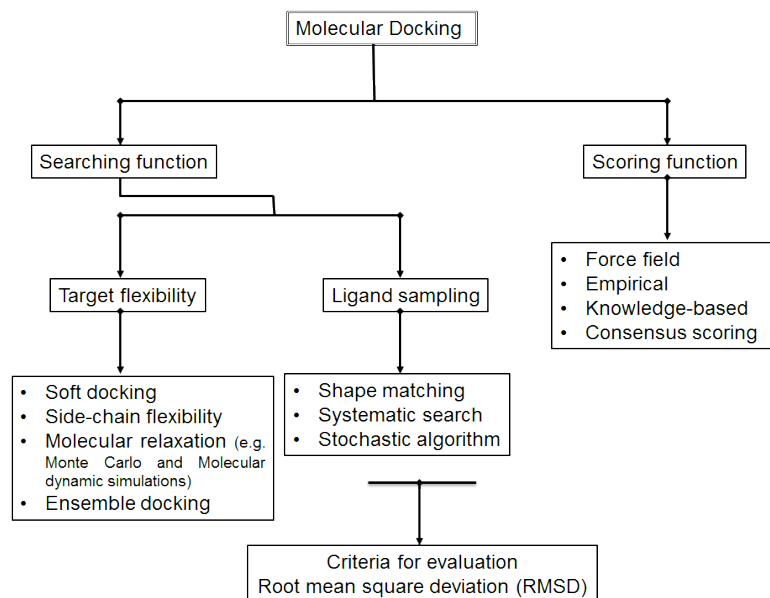 Molecular Docking
Searching function
Scoring function
Target flexibility
Ligand sampling
• Force field
• Empirical
• Knowledge-based
• Consensus scoring
• Soft docking
• Side-chain flexibility
• Molecular relaxation (e.g.
Monte Carlo and Molecular
dynamic simulations)
• Ensemble docking
• Shape matching
• Systematic search
• Stochastic algorithm
Criteria for evaluation
Root mean square deviation (RMSD)